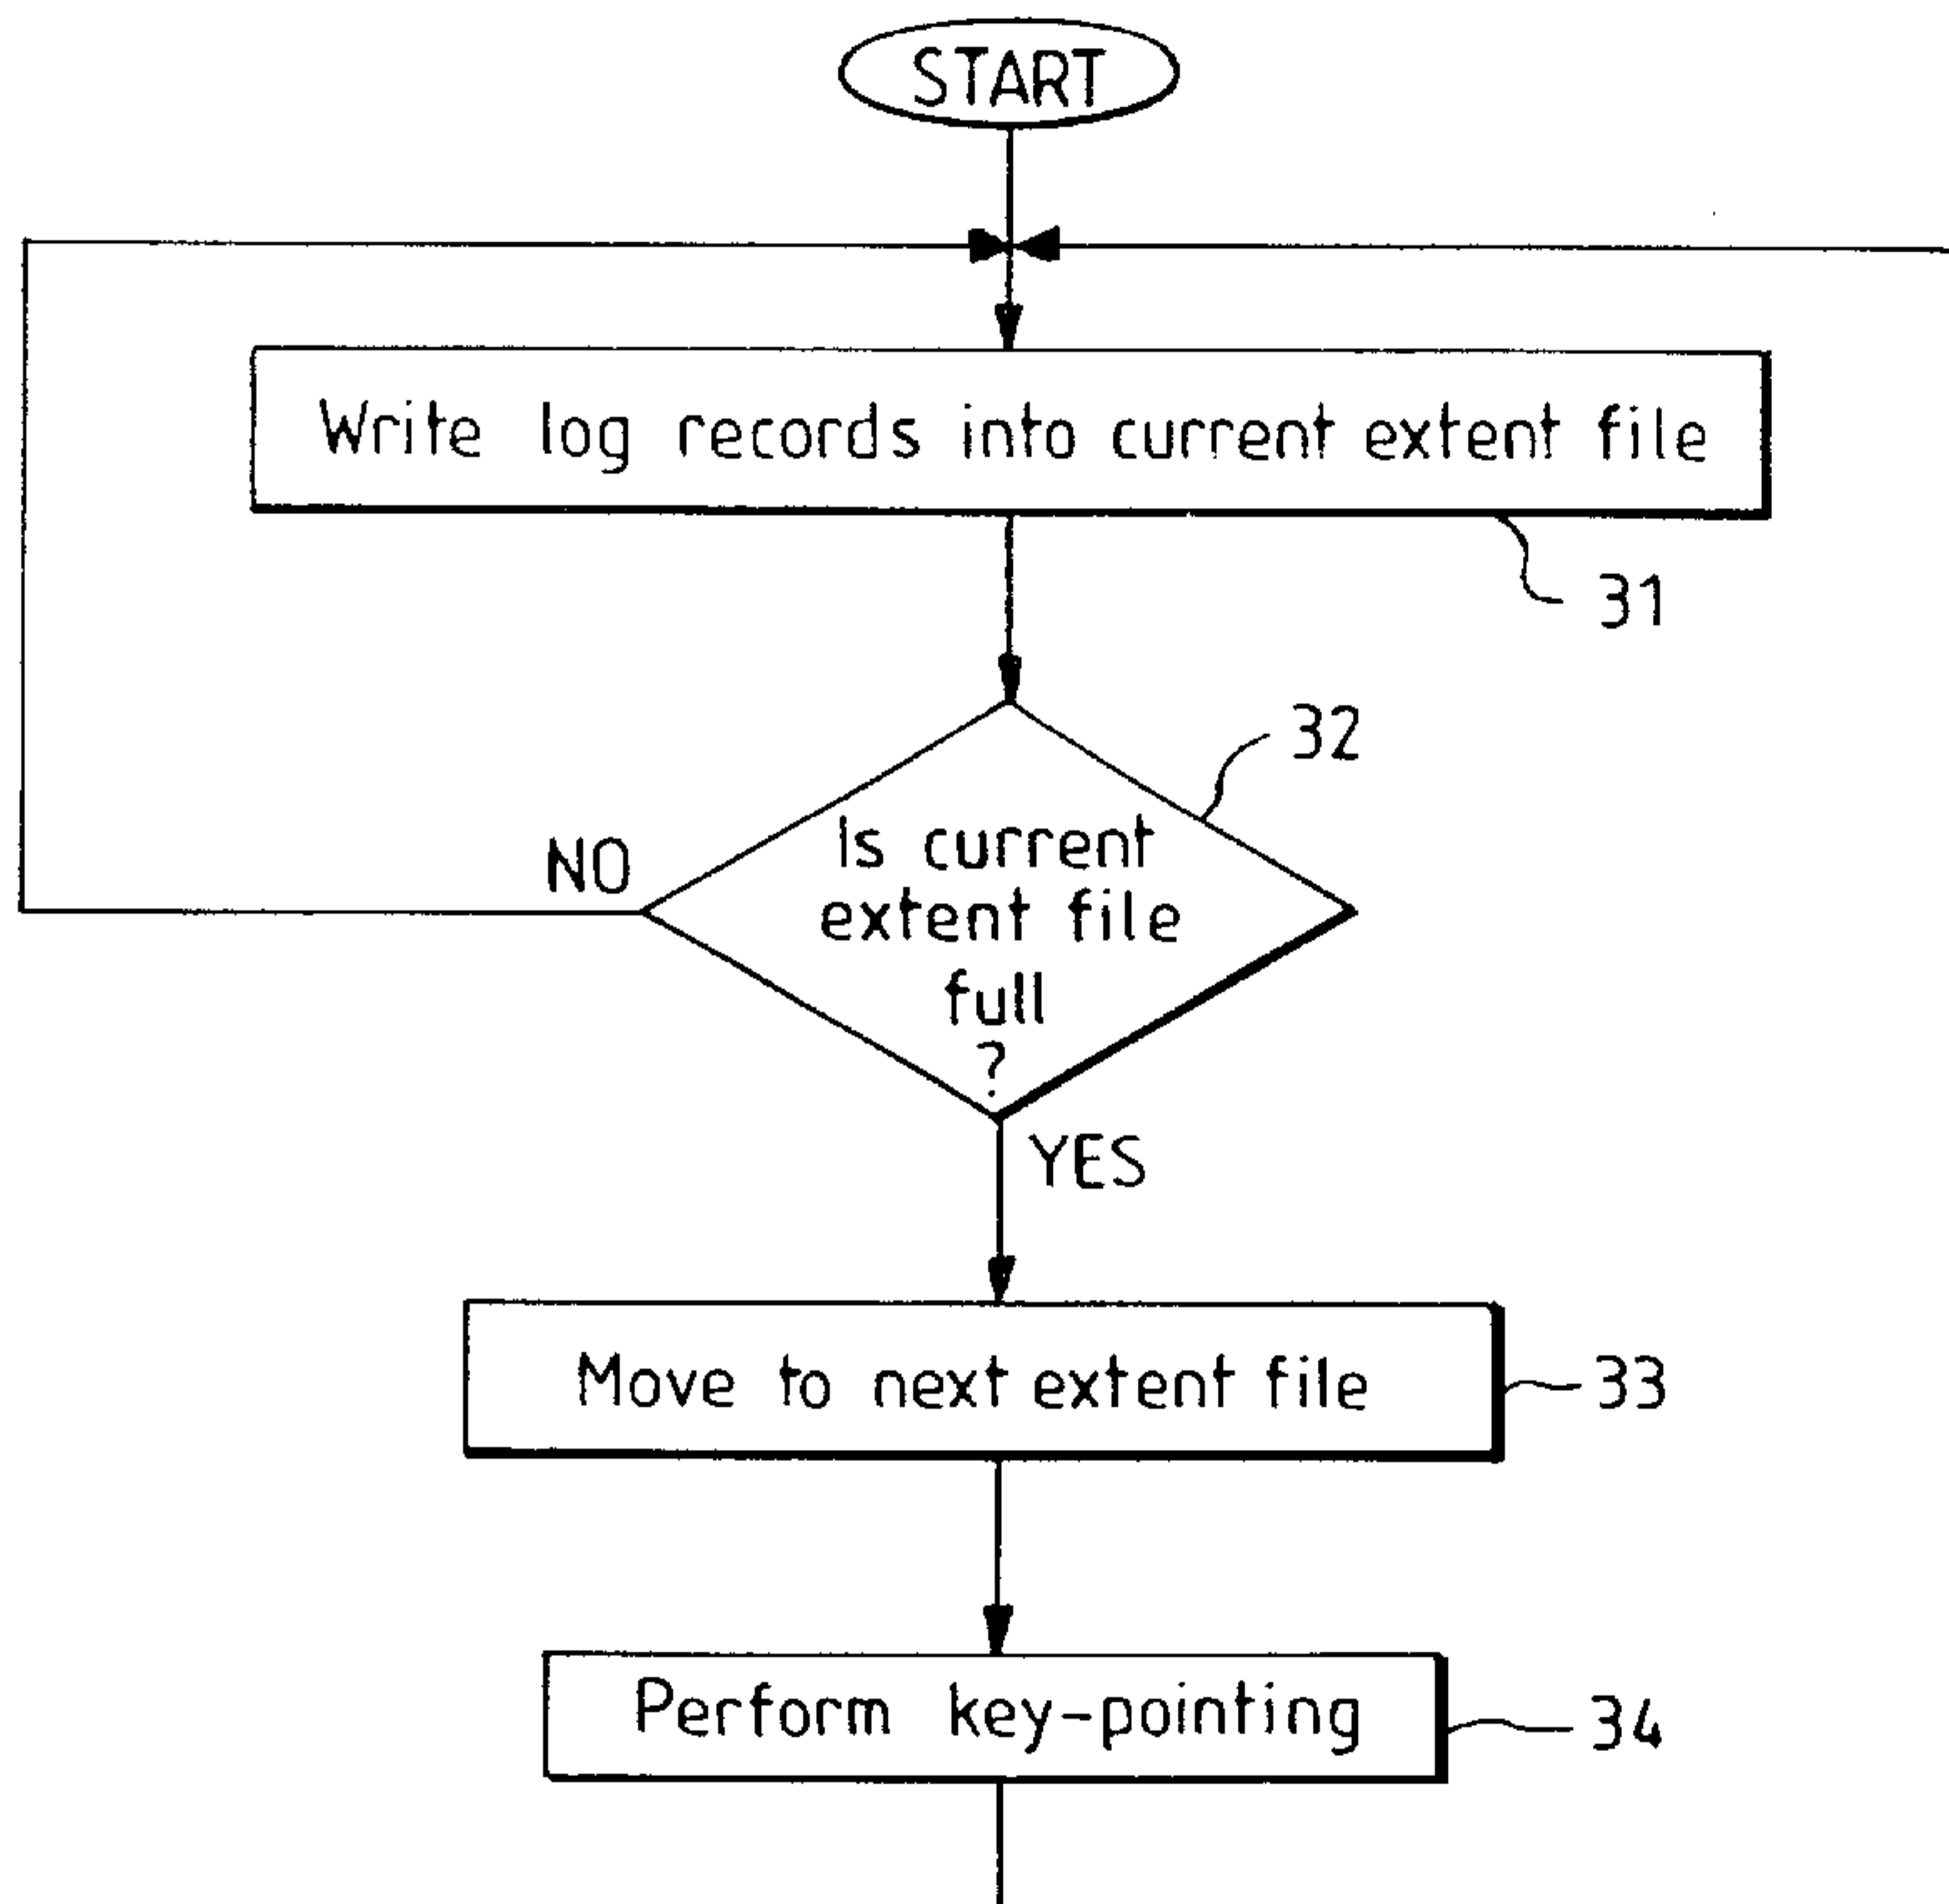 START
Write log records into current extent file
31
32
NO
Is current
extent file
full
?
YES
Move to next extent file
33
Perform key-pointing
34